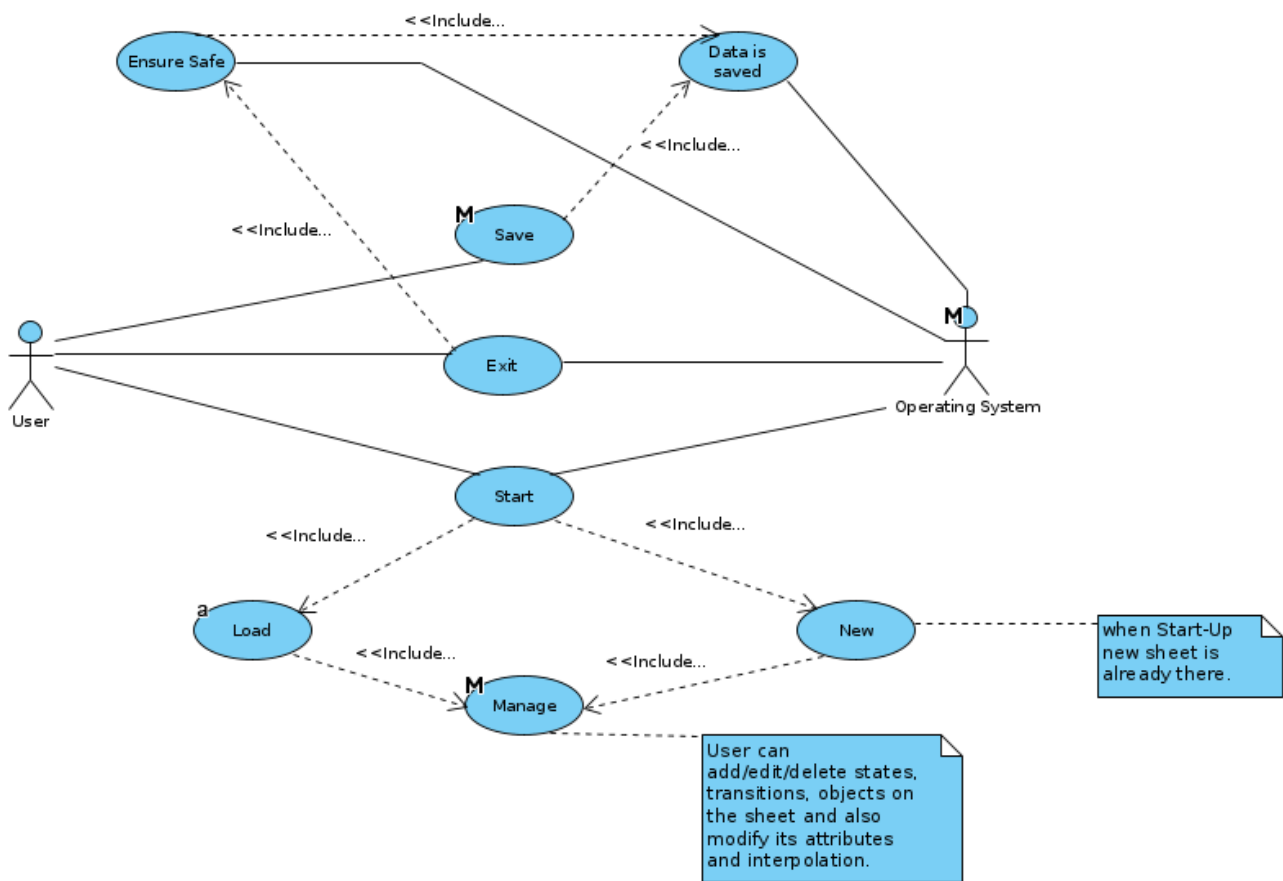 <<Include...
Ensure Safe
Data is
saved
<<Include...
M
Save
<<Include...
M
Exit
User
Operating System
Start
<<Include...
<<Include...
a
Load
New
when Start-Up
new sheet is
already there.
<<Include...
<<Include...
M
Manage
User can
add/edit/delete states,
transitions, objects on
the sheet and also
modify its attributes
and interpolation.